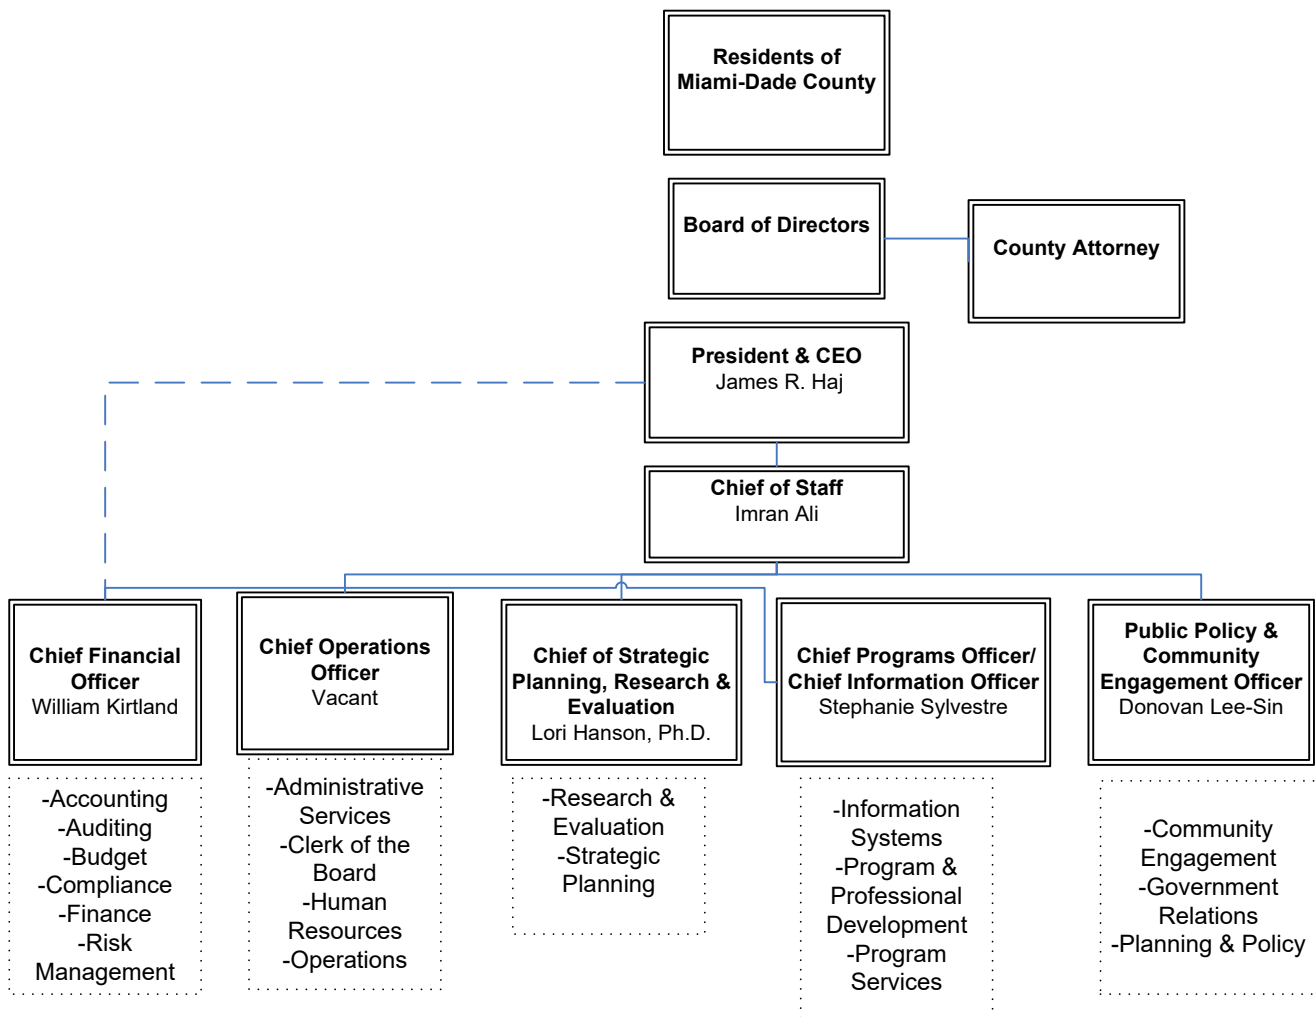 Residents of
Miami-Dade County
Board of Directors
County Attorney
President & CEO
James R. Haj
Chief of Staff
Imran Ali
Chief Financial
Officer
William Kirtland
Chief Operations
Officer
Vacant
Chief of Strategic
Planning, Research &
Evaluation
Lori Hanson, Ph.D.
Chief Programs Officer/
Chief Information Officer
Stephanie Sylvestre
Public Policy &
Community
Engagement Officer
Donovan Lee-Sin
-Accounting
-Auditing
-Budget
-Compliance
-Finance
-Risk
Management
-Administrative
Services
-Clerk of the
Board
-Human
Resources
-Operations
-Research &
Evaluation
-Strategic
Planning
-Information
Systems
-Program &
Professional
Development
-Program
Services
-Community
Engagement
-Government
Relations
-Planning & Policy